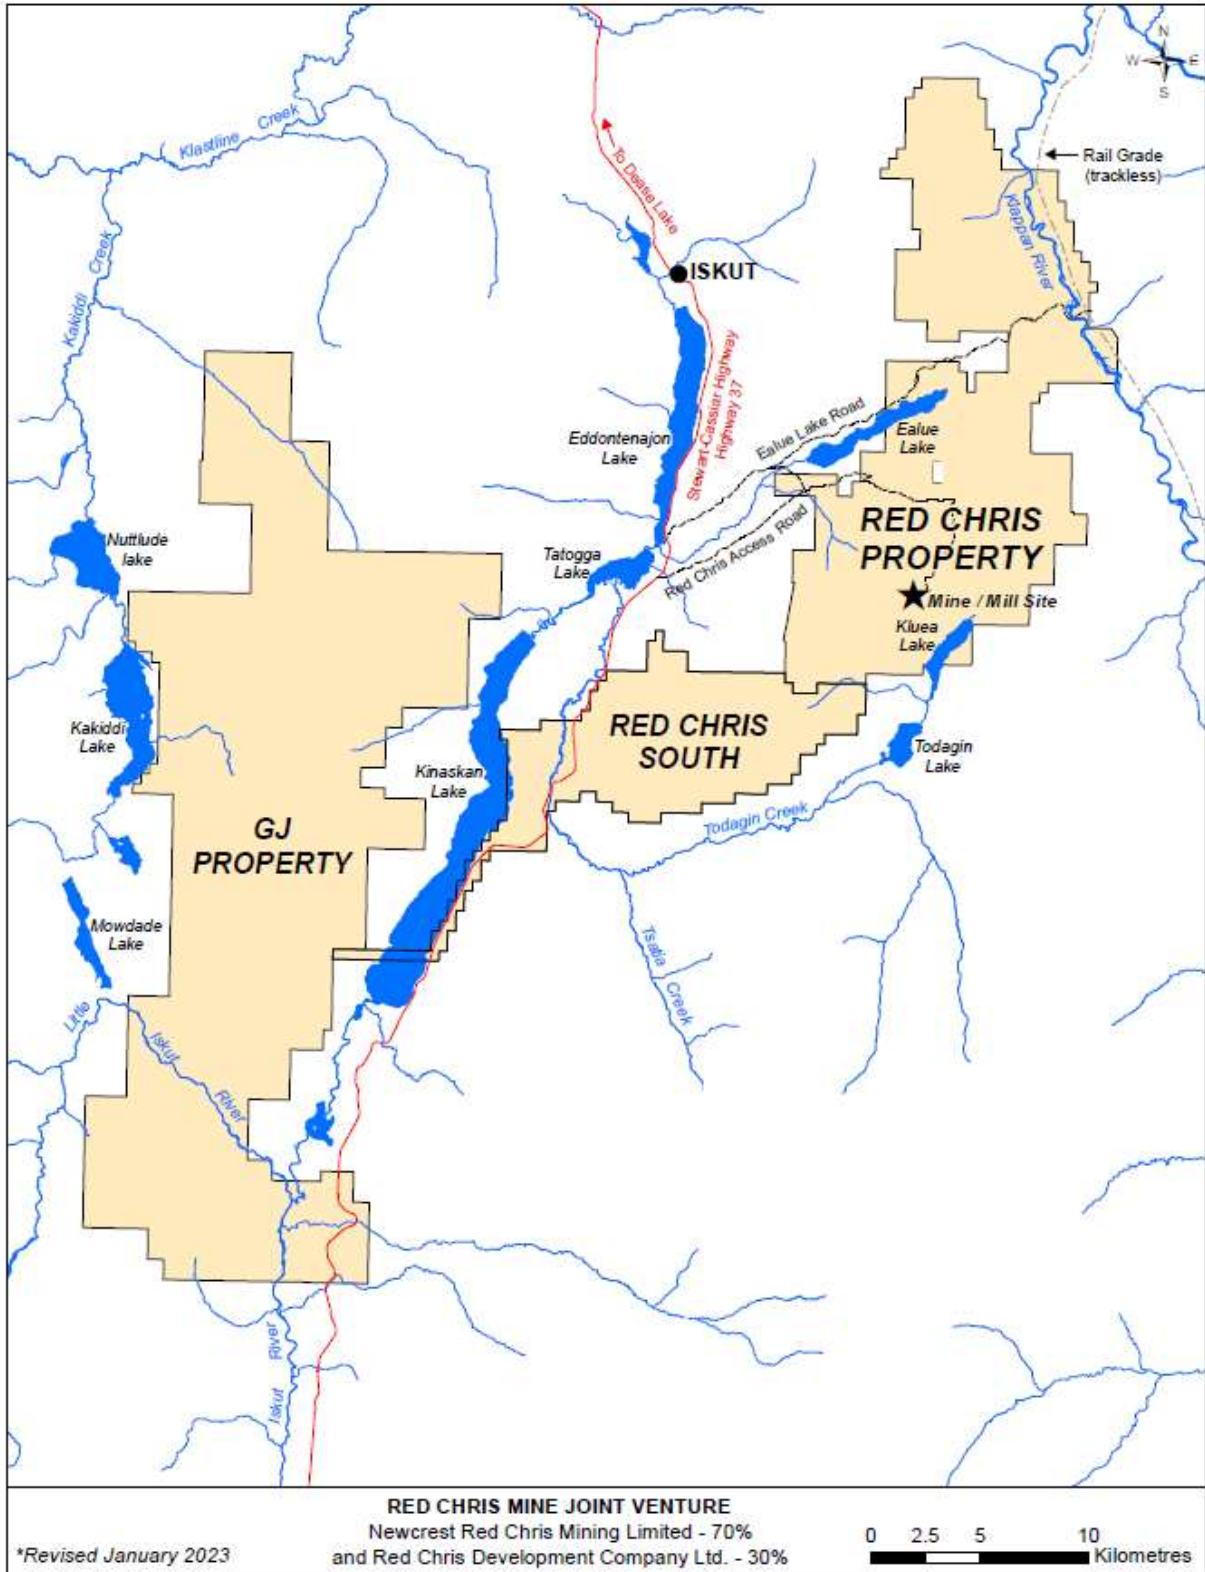 N
W E
S
Klastline Creek
To Dease Lake
Rail Grade
(trackless)
Klappan River
Kakiddi Creek
ISKUT
Stewart-Cassiar Highway
Highway 37
Eddontenajon
Lake
Ealue Lake Road
Ealue
Lake
RED CHRIS
PROPERTY
Nuttlude
lake
Tatogga
Lake
Red Chris Access Road
Mine / Mill Site
Kluea
Lake
Kakiddi
Lake
Kinaskan
Lake
RED CHRIS
SOUTH
Todagin
Lake
Todagin Creek
GJ
PROPERTY
Mowdade
Lake
Tsatia Creek
Little Iskut River
Iskut River
RED CHRIS MINE JOINT VENTURE
Newcrest Red Chris Mining Limited - 70%
and Red Chris Development Company Ltd. - 30%
*Revised January 2023
0 2.5 5 10
Kilometres